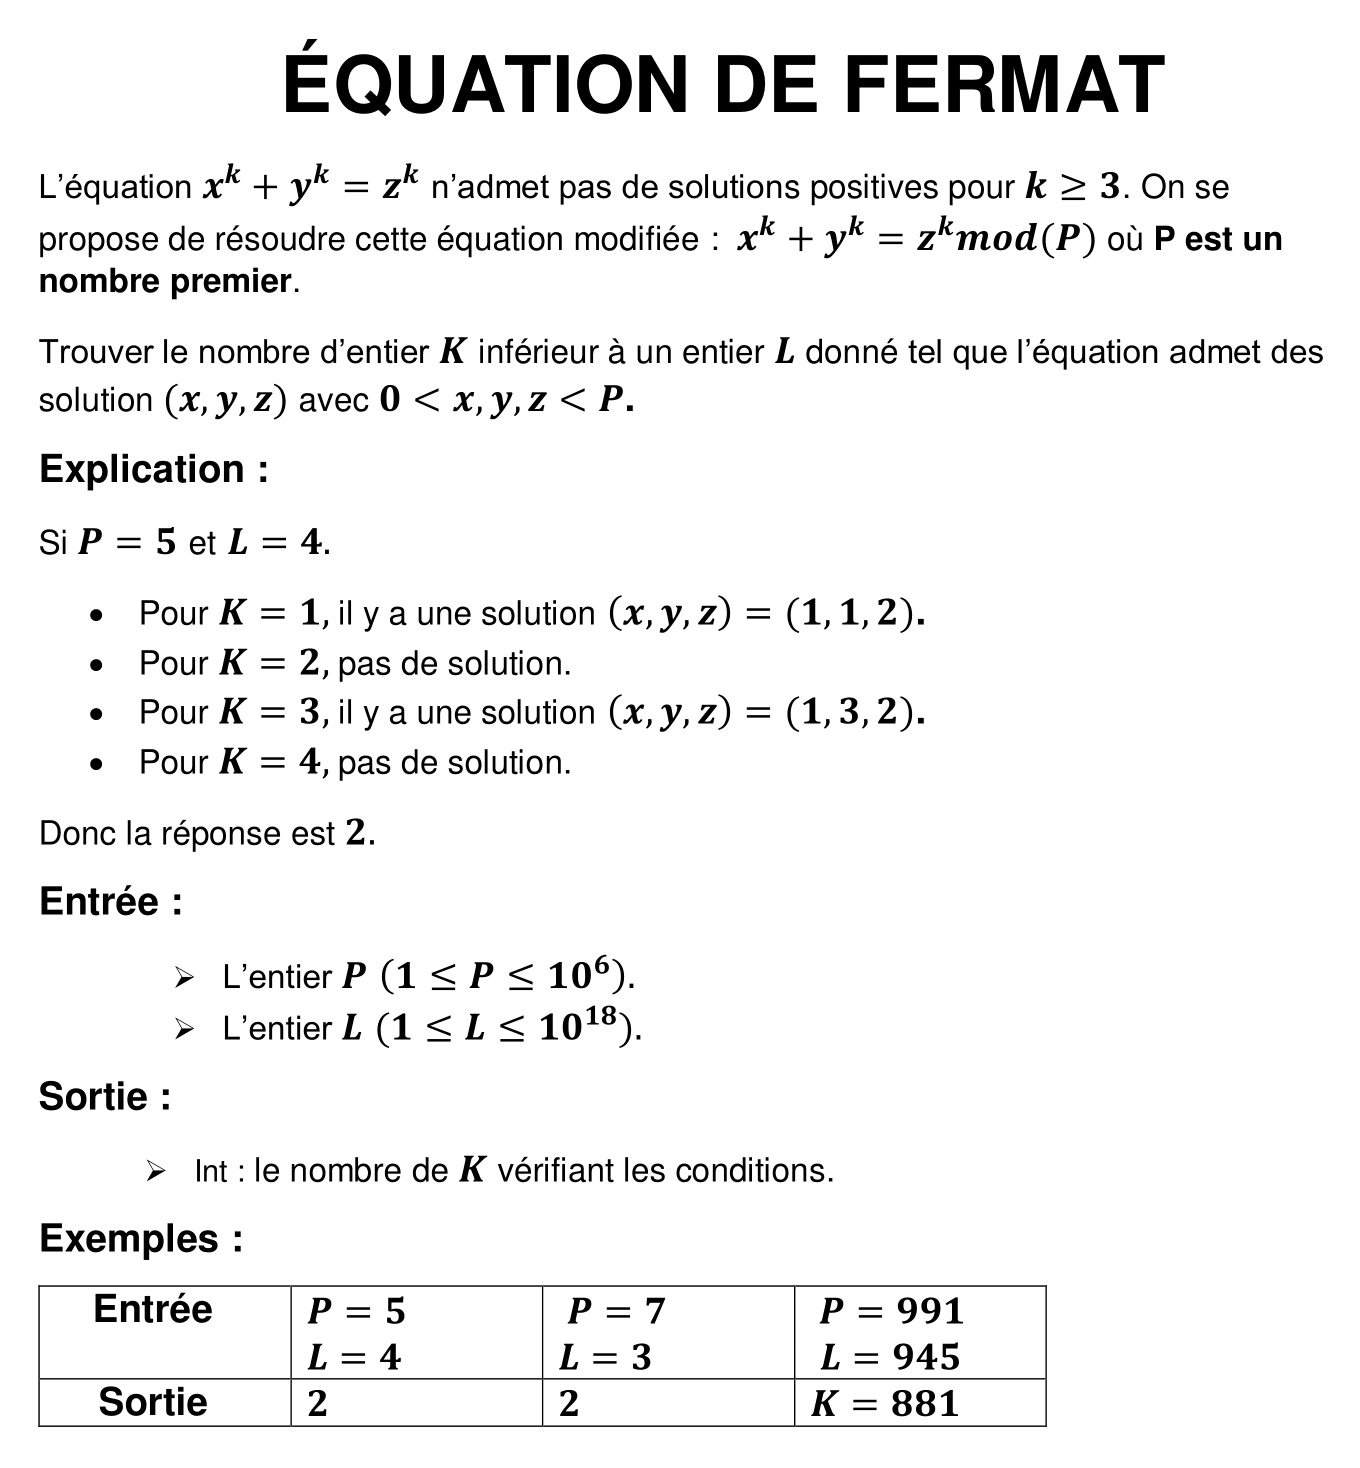 ÉQUATION DE FERMAT
L'équation x^k + y^k = z^k n'admet pas de solutions positives pour k ≥ 3. On se
propose de résoudre cette équation modifiée : x^k + y^k = z^k mod(P) où P est un
nombre premier.
Trouver le nombre d'entier K inférieur à un entier L donné tel que l'équation admet des
solution (x, y, z) avec 0 < x, y, z < P.
Explication :
Si P = 5 et L = 4.
• Pour K = 1, il y a une solution (x, y, z) = (1, 1, 2).
• Pour K = 2, pas de solution.
• Pour K = 3, il y a une solution (x, y, z) = (1, 3, 2).
• Pour K = 4, pas de solution.
Donc la réponse est 2.
Entrée :
➢ L'entier P (1 ≤ P ≤ 10^6).
➢ L'entier L (1 ≤ L ≤ 10^18).
Sortie :
➢ Int : le nombre de K vérifiant les conditions.
Exemples :
Entrée P = 5 P = 7 P = 991
L = 4 L = 3 L = 945
Sortie 2 2 K = 881